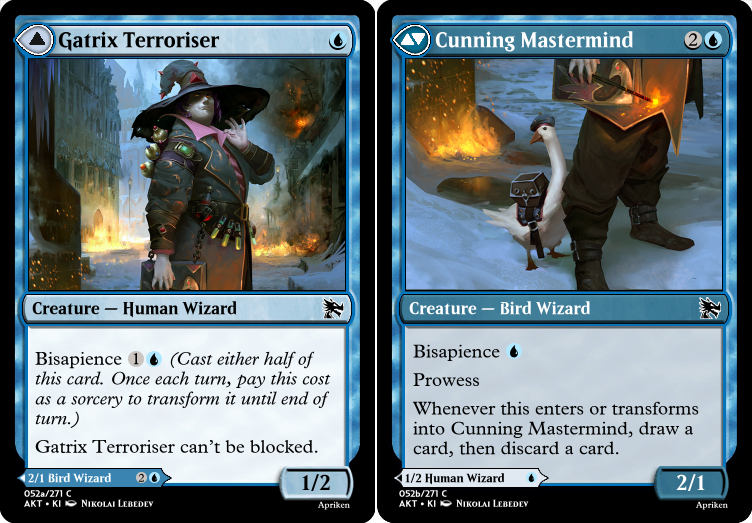 Gatrix Terroriser
Creature — Human Wizard
Bisapience 1 (Cast either half of
this card. Once each turn, pay this cost
as a sorcery to transform it until end of
turn.)
Gatrix Terroriser can't be blocked.
2/1 Bird Wizard 2
1/2
052a/271 C
AKT • KI Nikolai Lebedev
Apriken
Cunning Mastermind 2
Creature — Bird Wizard
Bisapience
Prowess
Whenever this enters or transforms
into Cunning Mastermind, draw a
card, then discard a card.
1/2 Human Wizard
2/1
052b/271 C
AKT • KI Nikolai Lebedev
Apriken